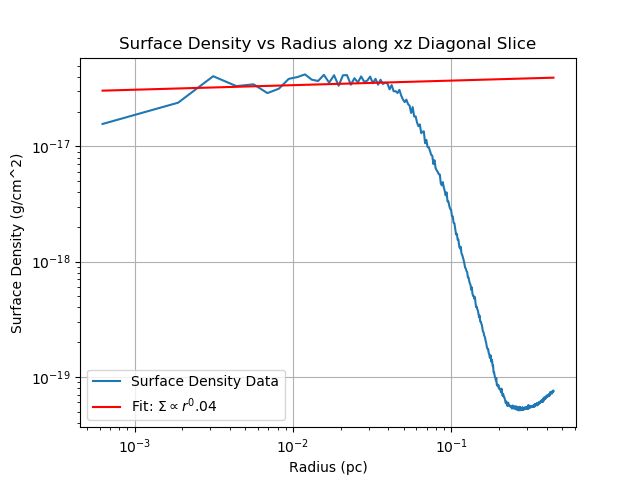 Surface Density vs Radius along xz Diagonal Slice
Surface Density (g/cm^2)
10⁻¹⁷
10⁻¹⁸
10⁻¹⁹
Surface Density Data
Fit: Σ ∝ r⁰.04
10⁻³
10⁻²
10⁻¹
Radius (pc)